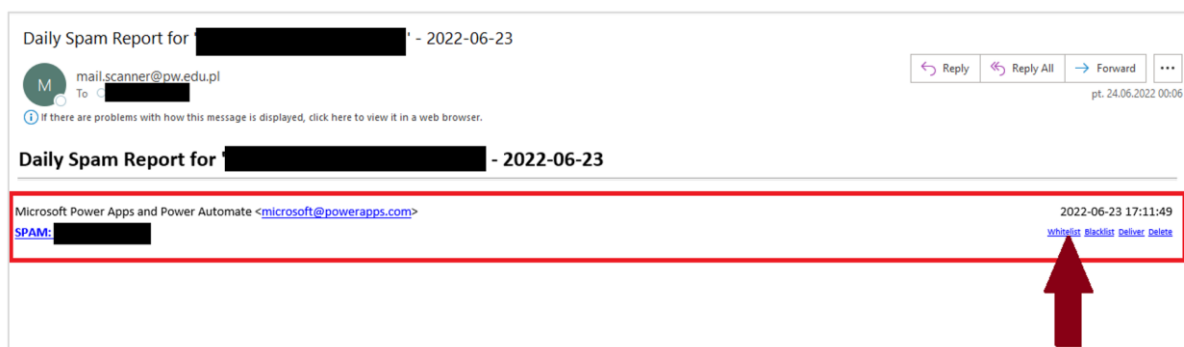 Daily Spam Report for ' ' - 2022-06-23
M
mail.scanner@pw.edu.pl
To
Reply
Reply All
Forward
pt. 24.06.2022 00:06
If there are problems with how this message is displayed, click here to view it in a web browser.
Daily Spam Report for ' - 2022-06-23
Microsoft Power Apps and Power Automate <microsoft@powerapps.com>
2022-06-23 17:11:49
SPAM:
Whitelist Blacklist Deliver Delete